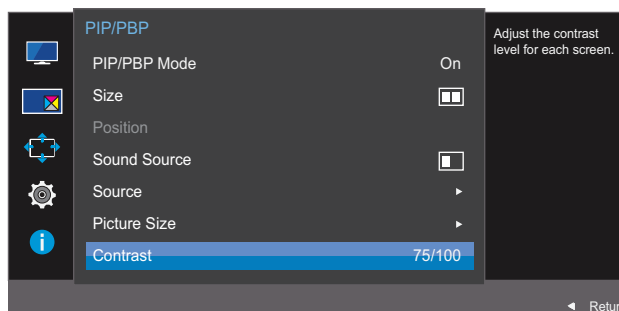 PIP/PBP
PIP/PBP Mode On
Size
Position
Sound Source
Source
Picture Size
Contrast 75/100
Adjust the contrast
level for each screen.
Retur